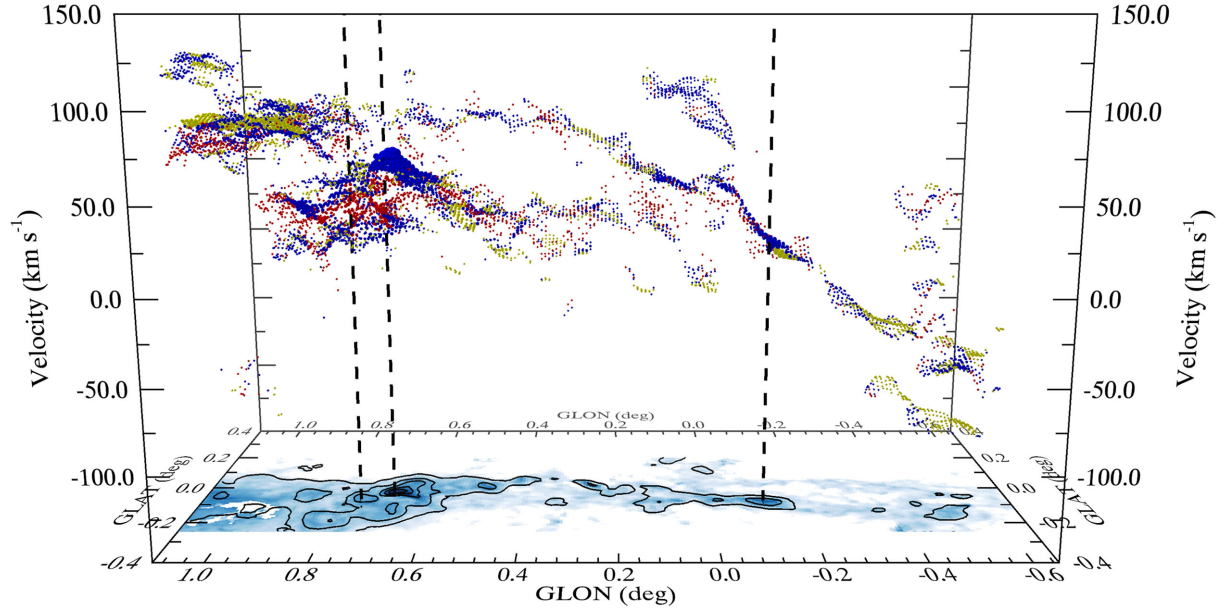 150.0 150.0
100.0 100.0
50.0 50.0
0.0 0.0
-50.0 -50.0
-100.0 -100.0
Velocity (km s⁻¹)
Velocity (km s⁻¹)
GLON (deg)
0.4 1.0 0.8 0.6 0.4 0.2 0.0 -0.2 -0.4
0.2 0.2
0.0 0.0
-0.2 -0.2
-0.4 -0.4
1.0 0.8 0.6 0.4 0.2 0.0 -0.2 -0.4 -0.6
GLON (deg)